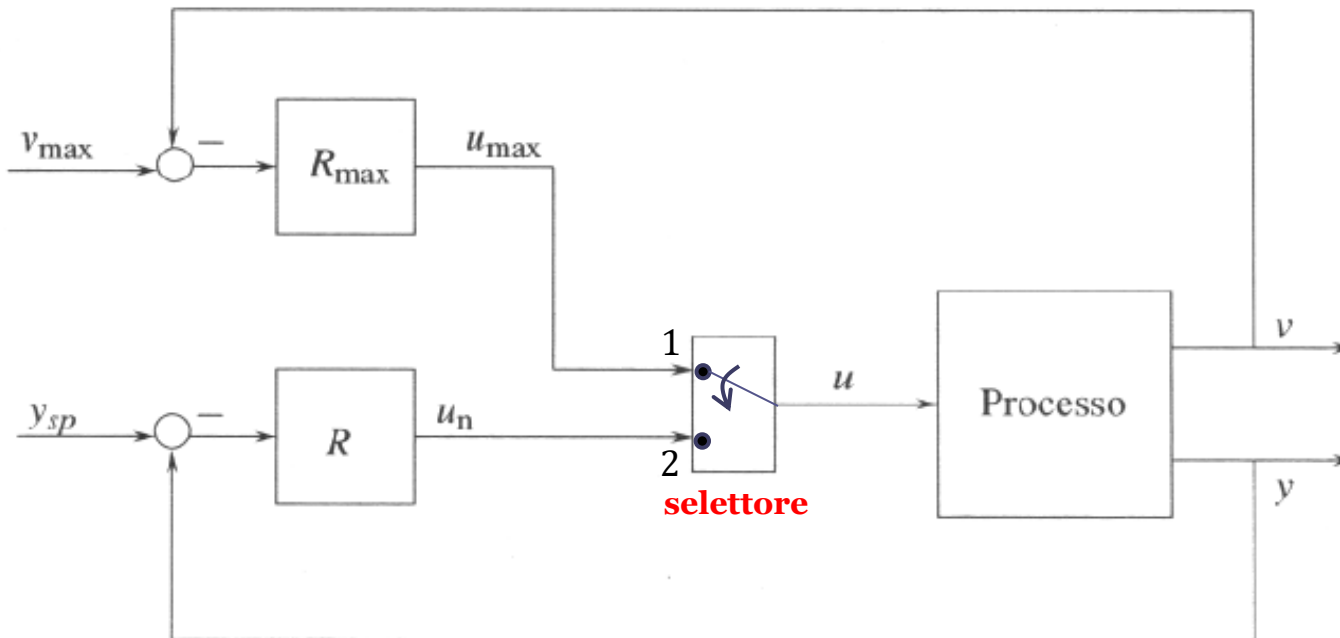 v_max
−
R_max
u_max
1
y_sp
−
R
u_n
2
selettore
u
Processo
v
y